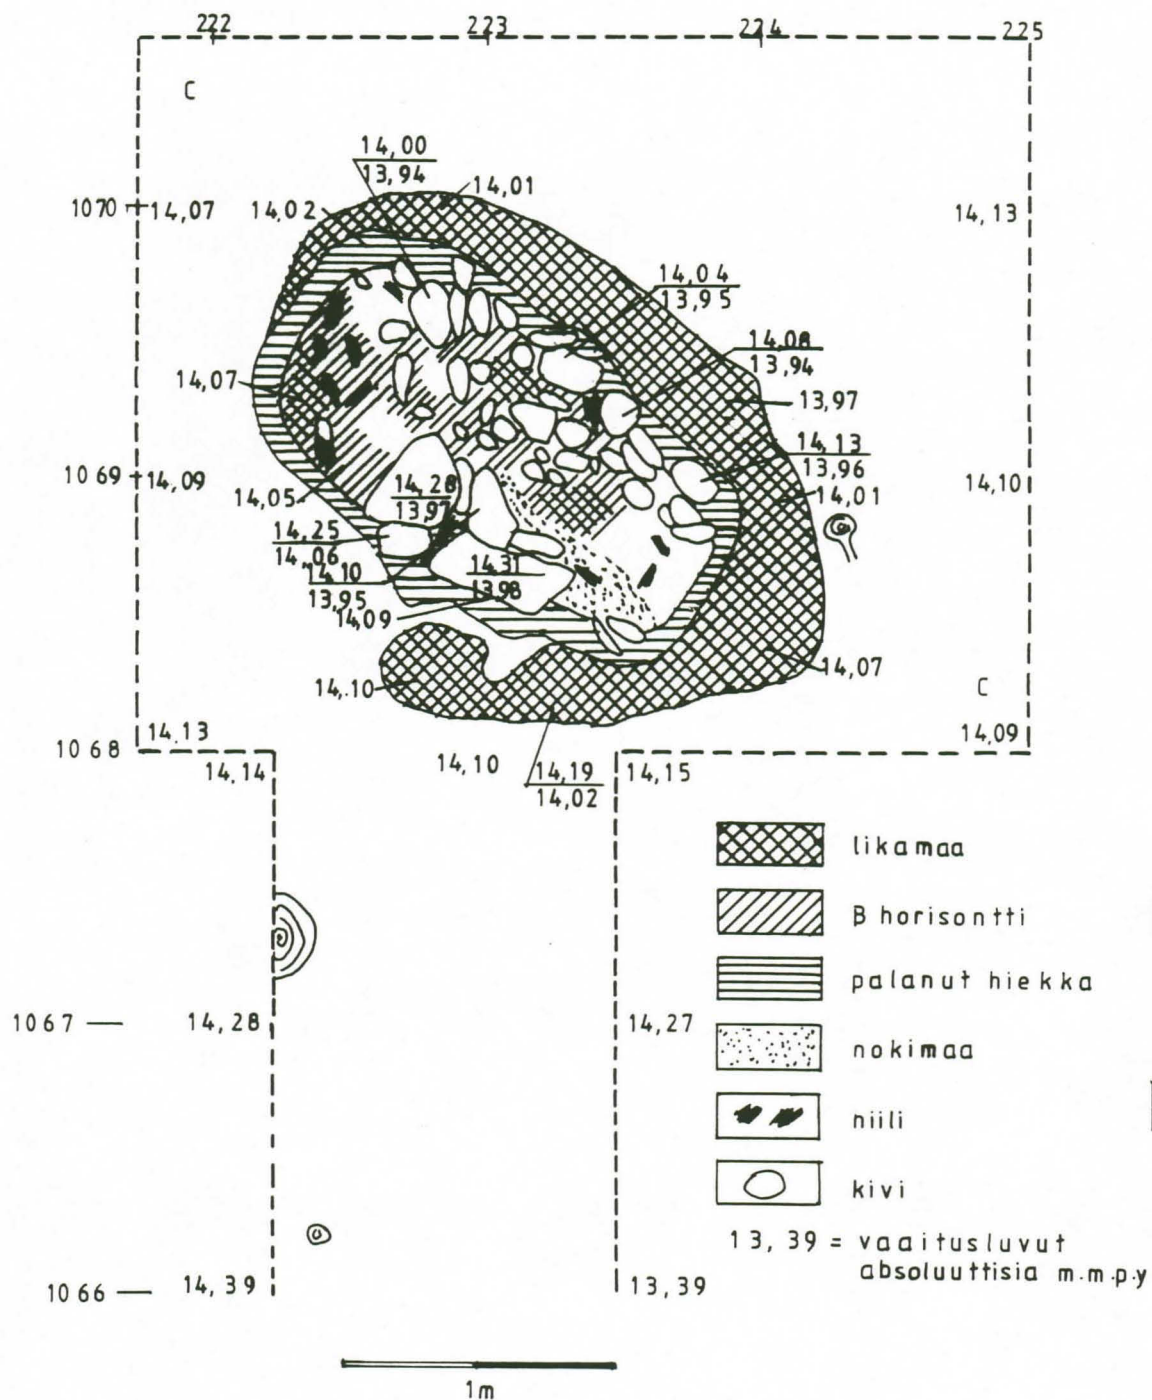 222 223 224 225
C
14,00
13,94
14,01
1070 14,07 14,02 14,13
14,04
13,95
14,08
13,94
14,07 13,97
14,13
13,96
1069 14,09 14,05 14,28 14,01 14,10
13,97
14,25
14,06
14,10
13,95
14,31
13,98
14,09
14,07
14,.10
C
1068 14.13 14,09
14,14 14,10 14,19 14,15
14,02
likamaa
B horisontti
palanut hiekka
1067 14,28 14,27
nokimaa
niili
kivi
13,39 = vaaitusluvut
absoluuttisia m.m.p.y
1066 14,39 13,39
1m